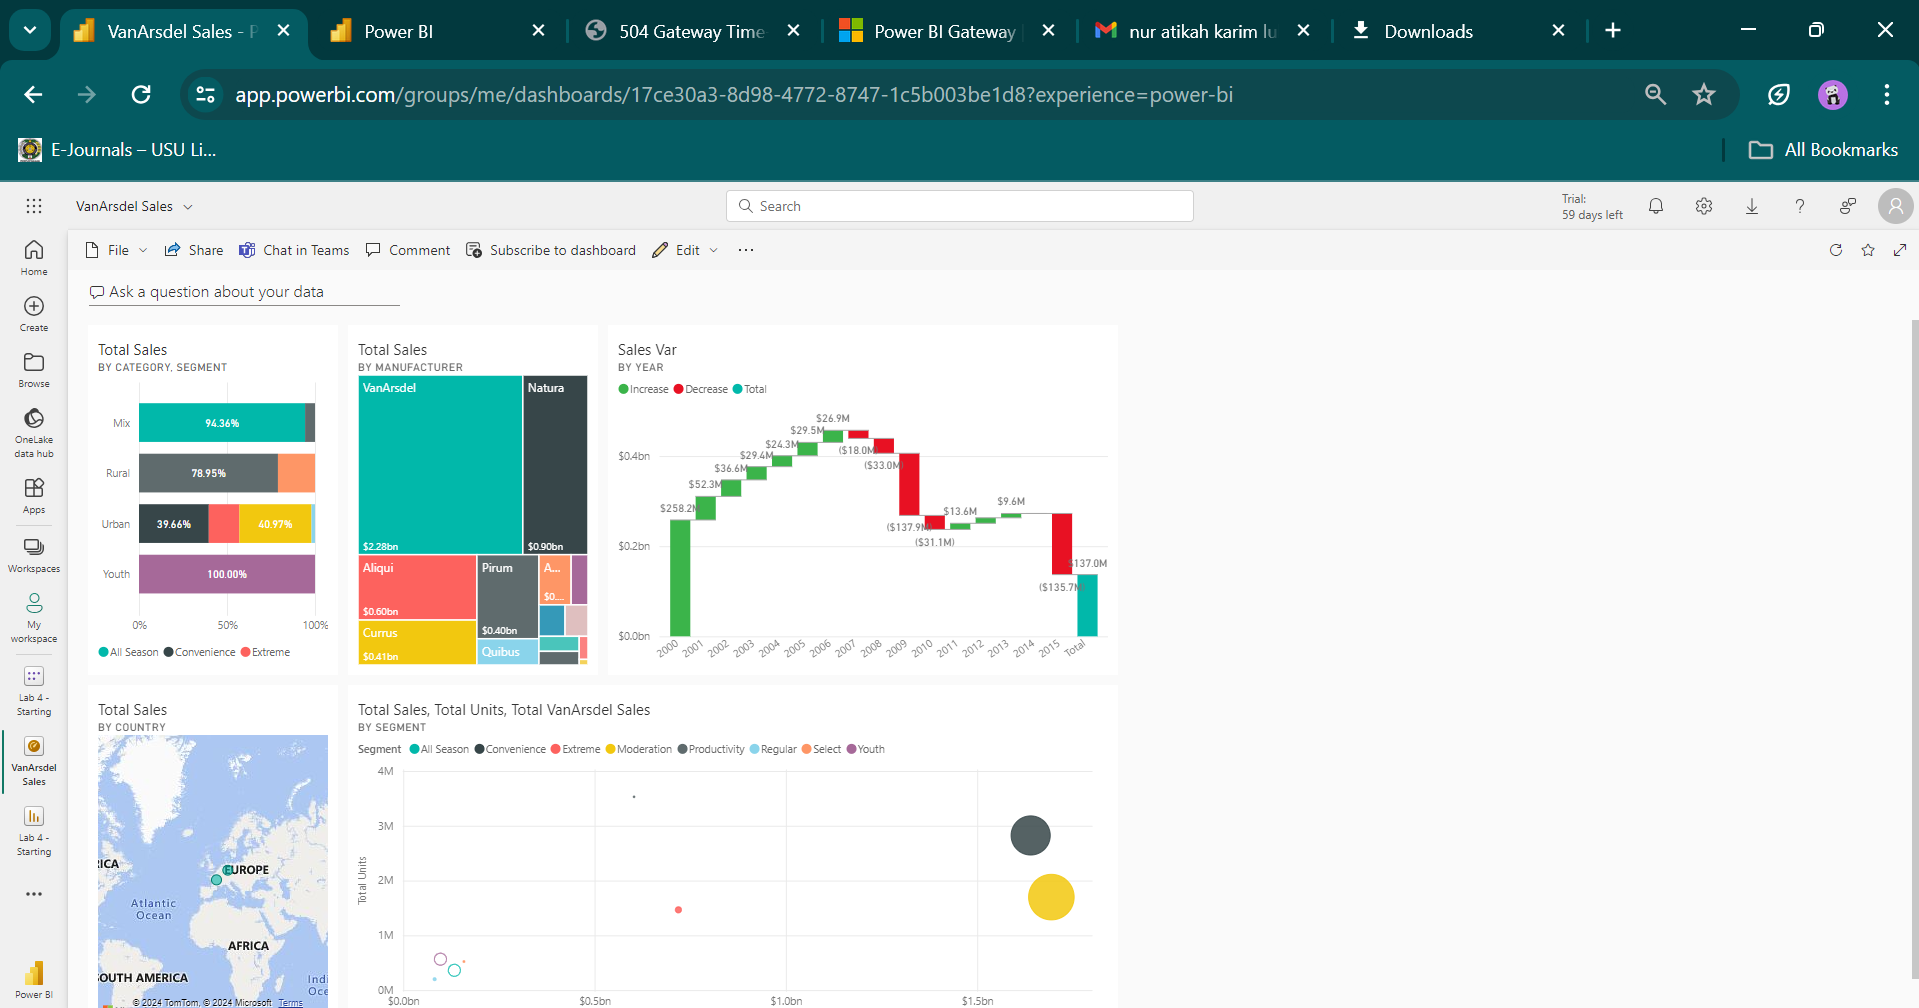 VanArsdel Sales - P
Power BI
504 Gateway Time
Power BI Gateway
nur atikah karim lu
Downloads
app.powerbi.com/groups/me/dashboards/17ce30a3-8d98-4772-8747-1c5b003be1d8?experience=power-bi
E-Journals – USU Li...
All Bookmarks
VanArsdel Sales
Search
Trial:
59 days left
Home
Create
Browse
OneLake
data hub
Apps
Workspaces
My
workspace
Lab 4 -
Starting
VanArsdel
Sales
Lab 4 -
Starting
Power BI
File
Share
Chat in Teams
Comment
Subscribe to dashboard
Edit
Ask a question about your data
Total Sales
BY CATEGORY, SEGMENT
Mix
94.36%
Rural
78.95%
Urban
39.66%
40.97%
Youth
100.00%
0%
50%
100%
All Season
Convenience
Extreme
Total Sales
BY MANUFACTURER
VanArsdel
$2.28bn
Natura
$0.90bn
Aliqui
$0.60bn
Pirum
$0.40bn
A...
$0....
Currus
$0.41bn
Quibus
Sales Var
BY YEAR
Increase
Decrease
Total
$0.4bn
$0.2bn
$0.0bn
$258.2M
$52.3M
$36.6M
$29.4M
$24.3M
$29.5M
$26.9M
($18.0M)
($33.0M)
($137.9M)
($31.1M)
$13.6M
$9.6M
($135.7M)
$137.0M
2000
2001
2002
2003
2004
2005
2006
2007
2008
2009
2010
2011
2012
2013
2014
2015
Total
Total Sales
BY COUNTRY
RICA
EUROPE
Atlantic
Ocean
AFRICA
OUTH AMERICA
Indi
Oce
© 2024 TomTom, © 2024 Microsoft Terms
Total Sales, Total Units, Total VanArsdel Sales
BY SEGMENT
Segment
All Season
Convenience
Extreme
Moderation
Productivity
Regular
Select
Youth
Total Units
4M
3M
2M
1M
0M
$0.0bn
$0.5bn
$1.0bn
$1.5bn